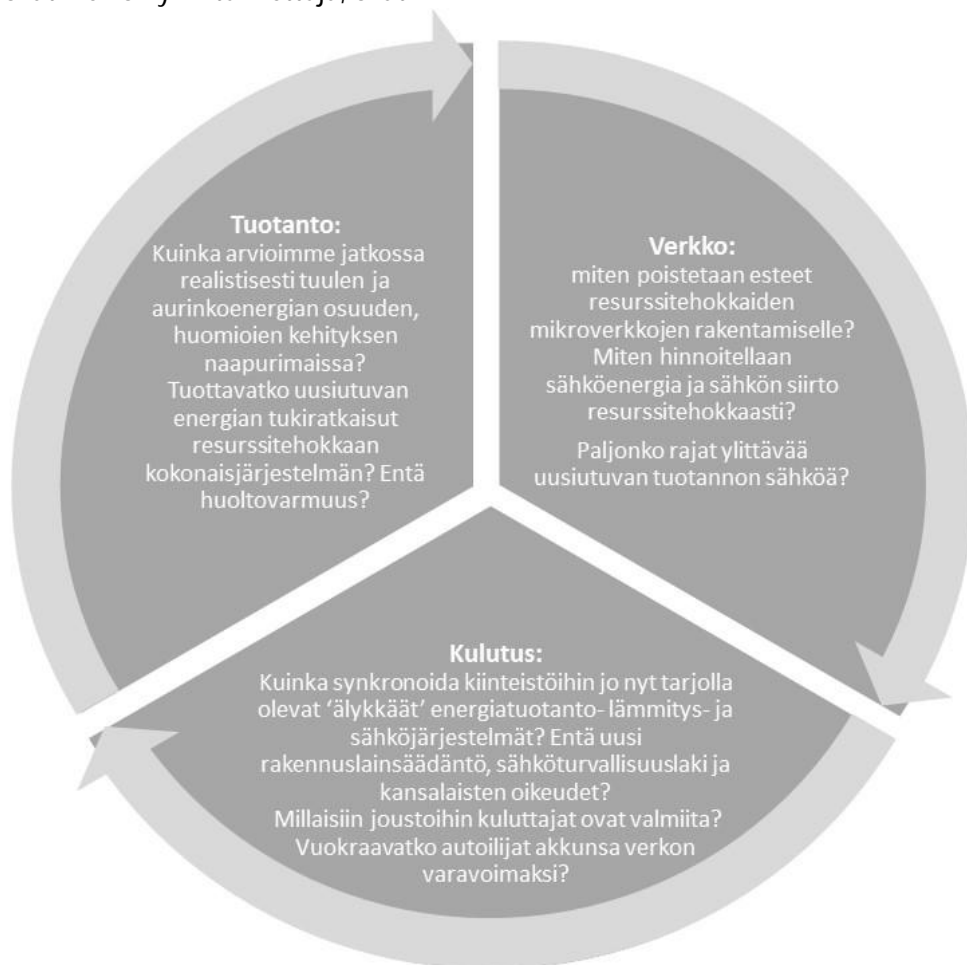 Tuotanto:
Kuinka arvioimme jatkossa
realistisesti tuulen ja
aurinkoenergian osuuden,
huomioien kehityksen
naapurimaissa?
Tuottavatko uusiutuvan
energian tukiratkaisut
resurssitehokkaan
kokonaisjärjestelmän? Entä
huoltovarmuus?
Verkko:
miten poistetaan esteet
resurssitehokkaiden
mikroverkkojen rakentamiselle?
Miten hinnoitellaan
sähköenergia ja sähkön siirto
resurssitehokkaasti?
Paljonko rajat ylittävää
uusiutuvan tuotannon sähköä?
Kulutus:
Kuinka synkronoida kiinteistöihin jo nyt tarjolla
olevat ‘älykkäät’ energiatuotanto- lämmitys- ja
sähköjärjestelmät? Entä uusi
rakennuslainsäädäntö, sähköturvallisuuslaki ja
kansalaisten oikeudet?
Millaisiin joustoihin kuluttajat ovat valmiita?
Vuokraavatko autoilijat akkunsa verkon
varavoimaksi?